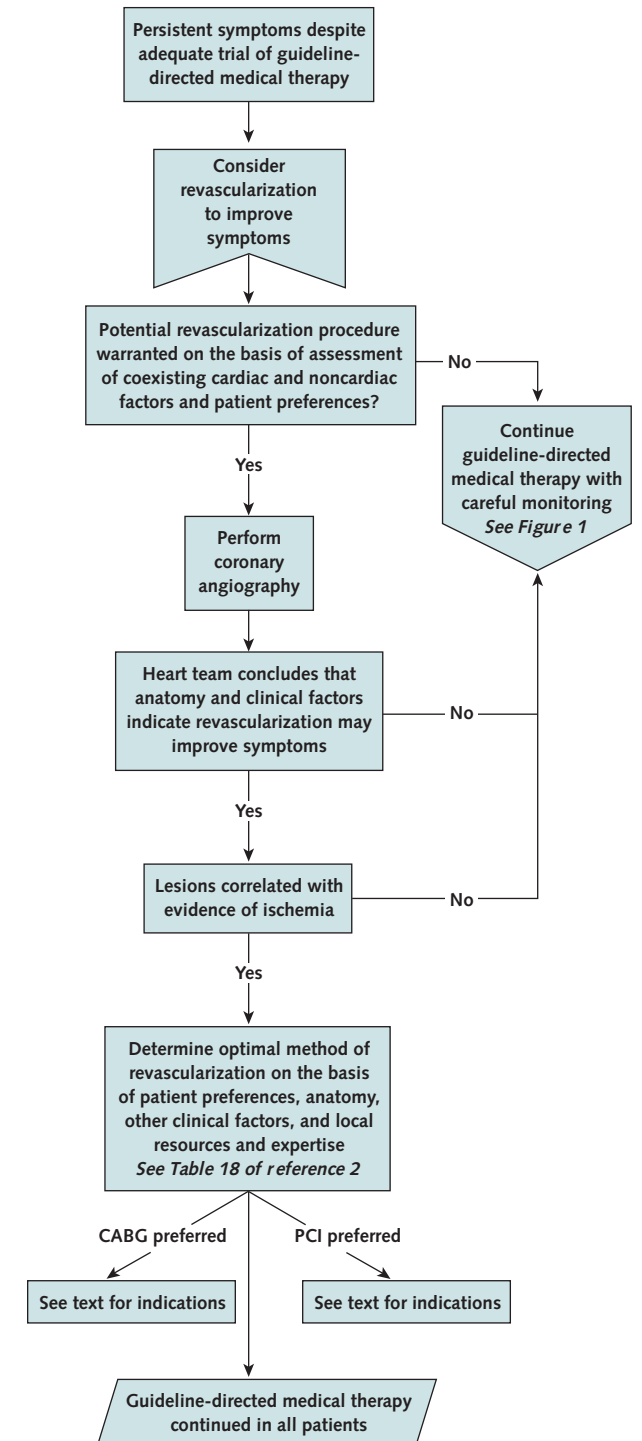 Persistent symptoms despite
adequate trial of guideline-
directed medical therapy
Consider
revascularization
to improve
symptoms
Potential revascularization procedure
warranted on the basis of assessment
of coexisting cardiac and noncardiac
factors and patient preferences?
No
Continue
guideline-directed
medical therapy with
careful monitoring
See Figure 1
Yes
Perform
coronary
angiography
Heart team concludes that
anatomy and clinical factors
indicate revascularization may
improve symptoms
No
Yes
Lesions correlated with
evidence of ischemia
No
Yes
Determine optimal method of
revascularization on the basis
of patient preferences, anatomy,
other clinical factors, and local
resources and expertise
See Table 18 of reference 2
CABG preferred
PCI preferred
See text for indications
See text for indications
Guideline-directed medical therapy
continued in all patients